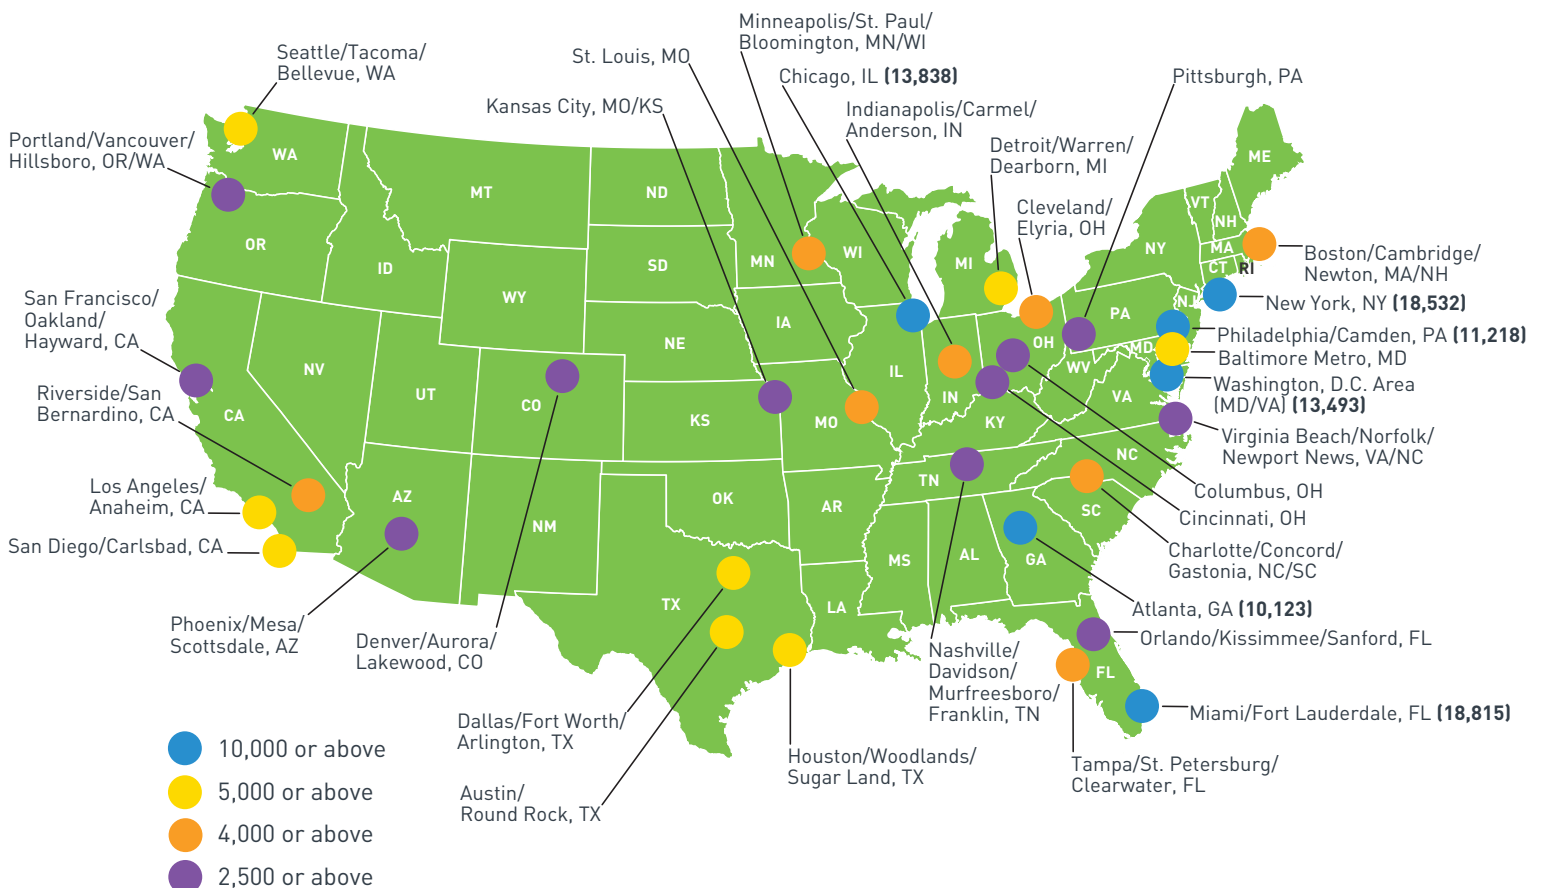 Minneapolis/St. Paul/
Bloomington, MN/WI
Seattle/Tacoma/
Bellevue, WA
St. Louis, MO
Chicago, IL (13,838)
Pittsburgh, PA
Kansas City, MO/KS
Indianapolis/Carmel/
Anderson, IN
Portland/Vancouver/
Hillsboro, OR/WA
Detroit/Warren/
Dearborn, MI
Cleveland/
Elyria, OH
Boston/Cambridge/
Newton, MA/NH
San Francisco/
Oakland/
Hayward, CA
New York, NY (18,532)
Philadelphia/Camden, PA (11,218)
Baltimore Metro, MD
Washington, D.C. Area
(MD/VA) (13,493)
Riverside/San
Bernardino, CA
Virginia Beach/Norfolk/
Newport News, VA/NC
Los Angeles/
Anaheim, CA
Columbus, OH
Cincinnati, OH
San Diego/Carlsbad, CA
Charlotte/Concord/
Gastonia, NC/SC
Atlanta, GA (10,123)
Orlando/Kissimmee/Sanford, FL
Phoenix/Mesa/
Scottsdale, AZ
Denver/Aurora/
Lakewood, CO
Nashville/
Davidson/
Murfreesboro/
Franklin, TN
Miami/Fort Lauderdale, FL (18,815)
Dallas/Fort Worth/
Arlington, TX
Houston/Woodlands/
Sugar Land, TX
Tampa/St. Petersburg/
Clearwater, FL
Austin/
Round Rock, TX
WA
MT
ND
ME
VT
NH
OR
ID
SD
MN
WI
MI
NY
MA
CT
RI
WY
IA
PA
NJ
NE
OH
MD
NV
UT
CO
IL
IN
WV
VA
CA
KS
MO
KY
NC
AZ
NM
OK
AR
TN
SC
MS
AL
GA
TX
LA
FL
10,000 or above
5,000 or above
4,000 or above
2,500 or above